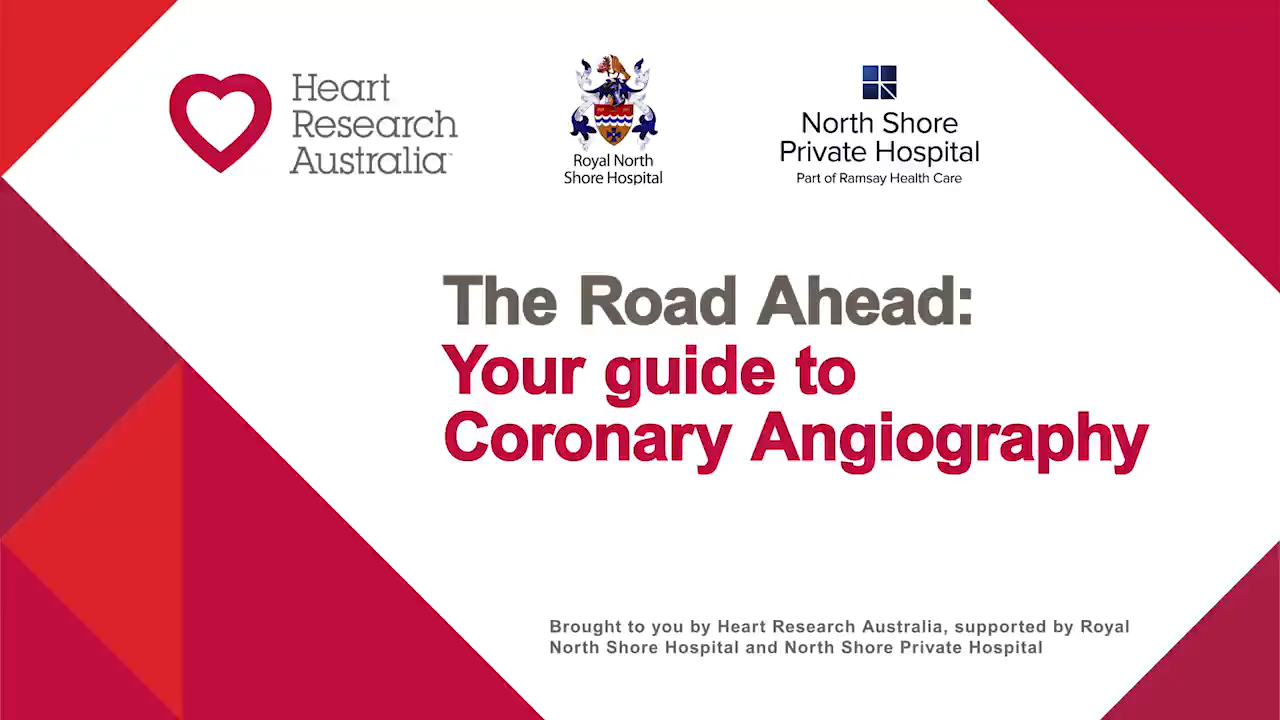 Heart
Research
Australia™
Royal North
Shore Hospital
North Shore
Private Hospital
Part of Ramsay Health Care
The Road Ahead:
Your guide to
Coronary Angiography
Brought to you by Heart Research Australia, supported by Royal
North Shore Hospital and North Shore Private Hospital